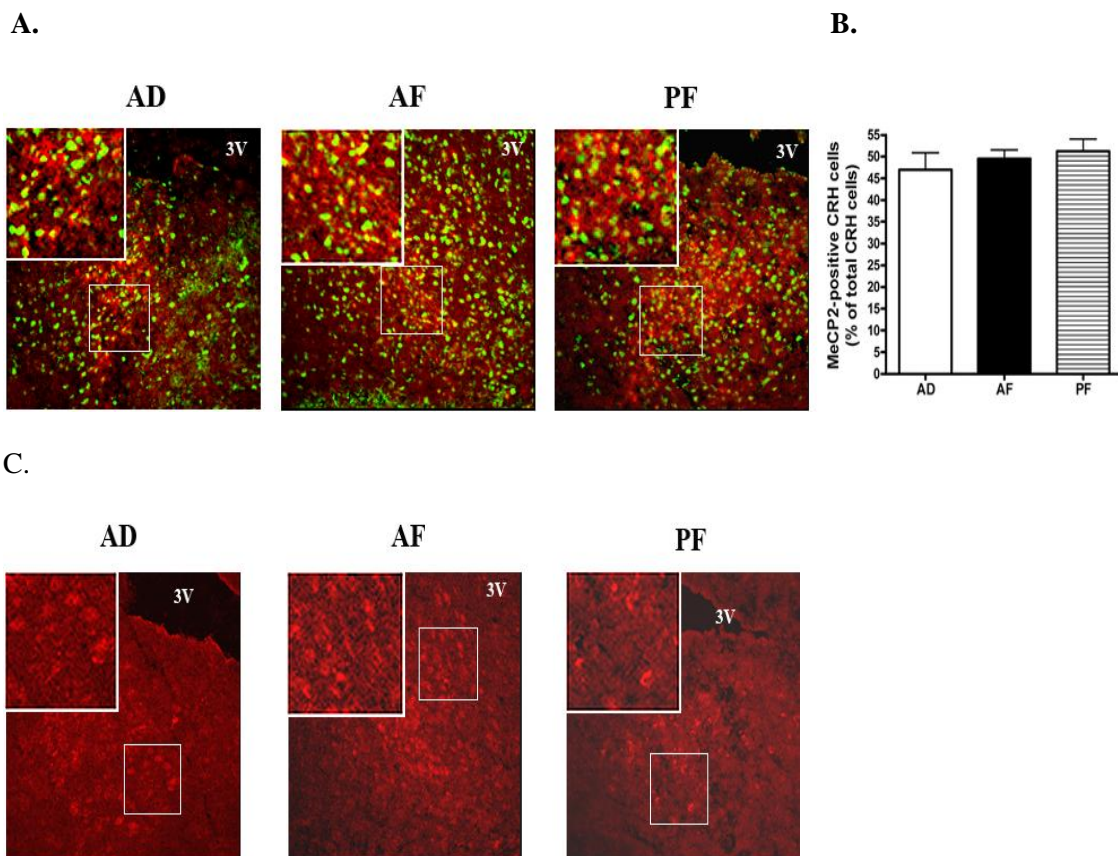 A.
B.
AD
AF
PF
3V
3V
3V
MeCP2-positive CRH cells
(% of total CRH cells)
55
50
45
40
35
30
25
20
15
10
5
0
AD
AF
PF
C.
AD
AF
PF
3V
3V
3V